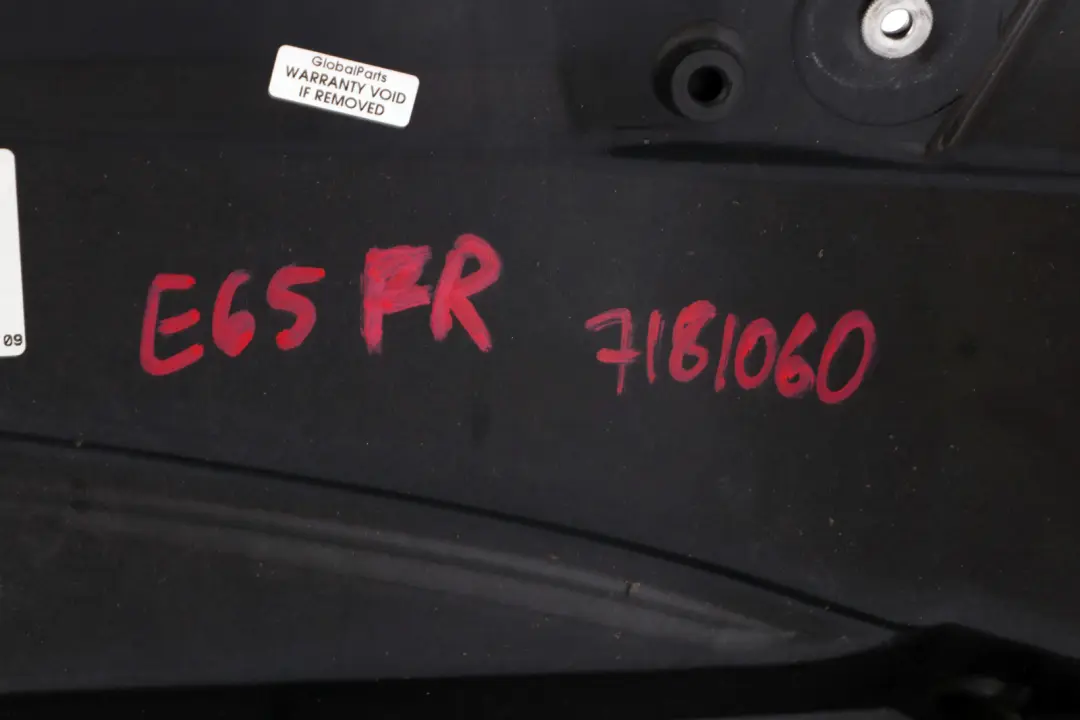 GlobalParts
WARRANTY VOID
IF REMOVED
E65 FR 7181060
09